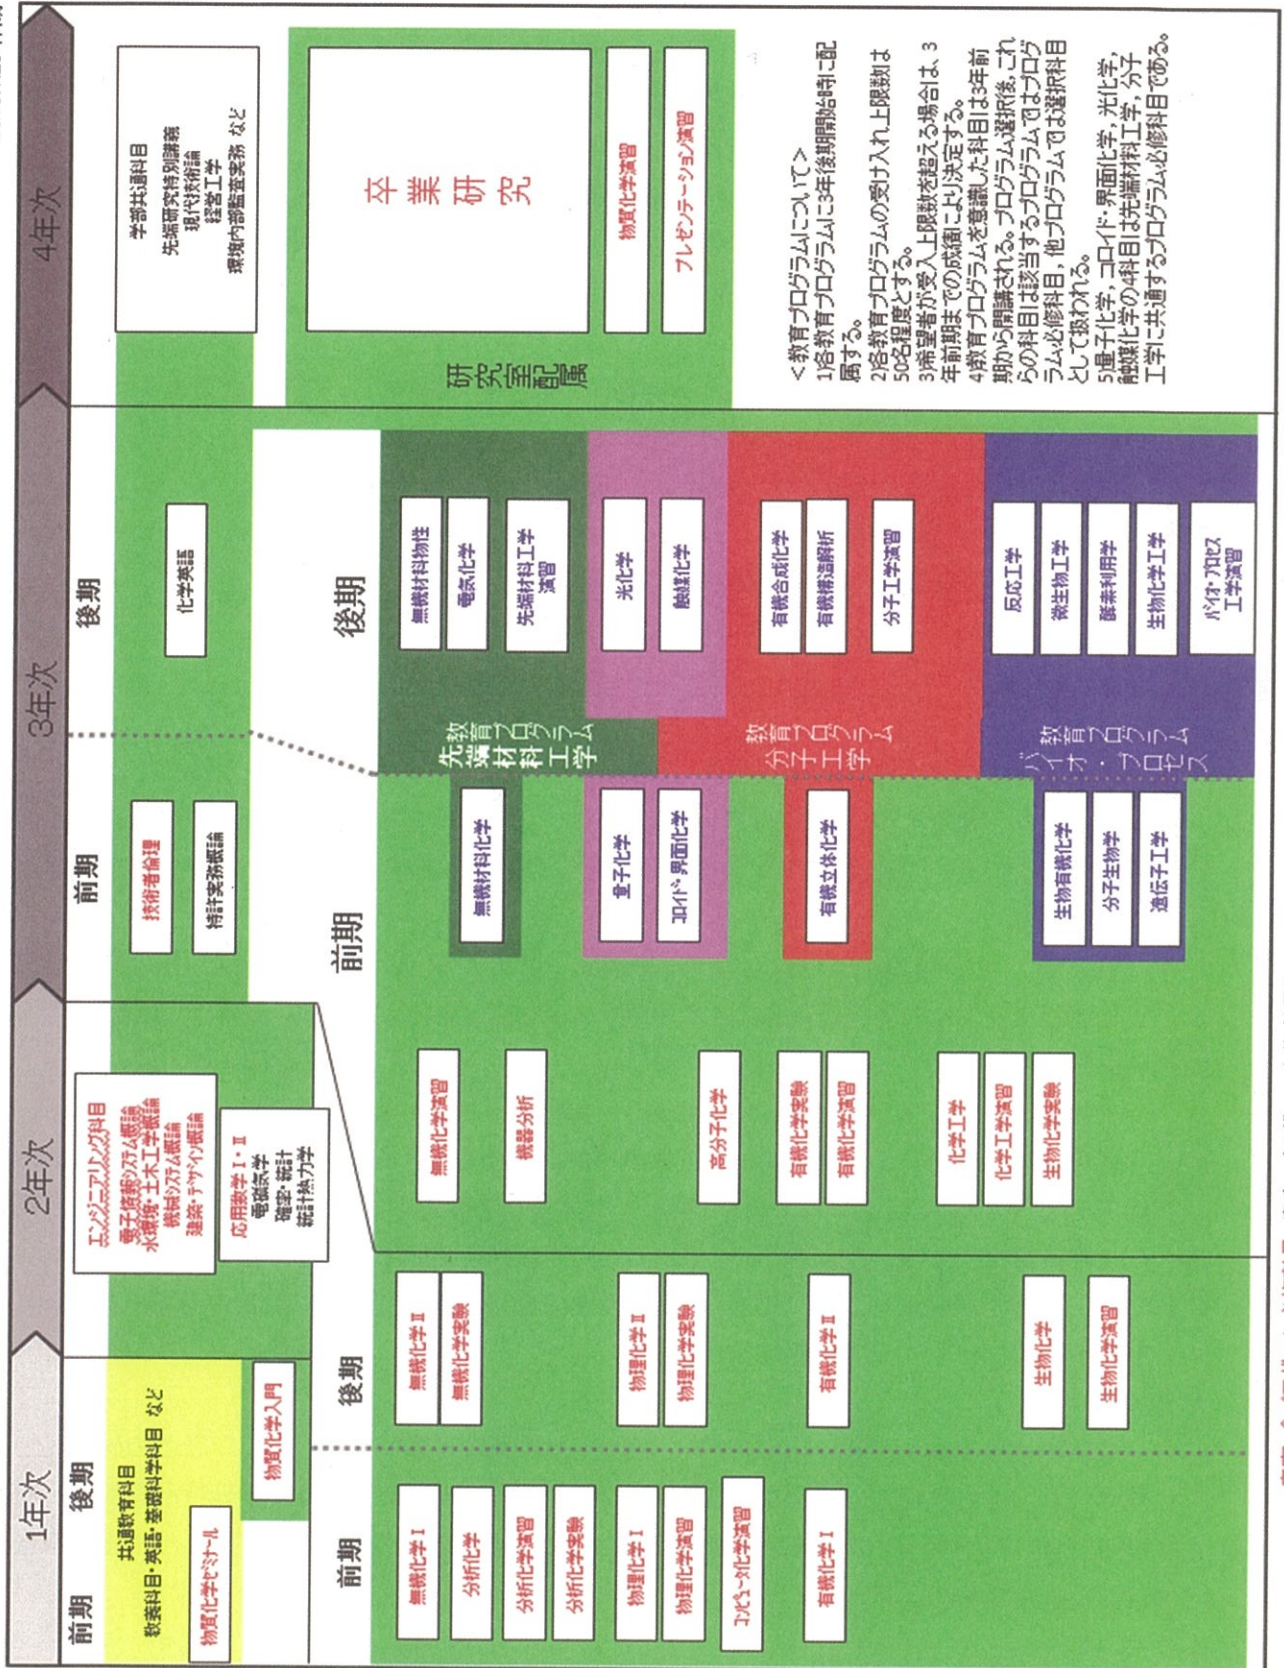 1年次
2年次
3年次
4年次
前期
後期
共通教育科目
教養科目・英語・基礎科学科目 など
物質化学ゼミナール
物質化学入門
エンジニアリング科目
電子情報システム概論
水環境・土木工学概論
機械システム概論
建築・デザイン概論
応用数学Ⅰ・Ⅱ
電磁気学
確率・統計
統計熱力学
前期
後期
技術者倫理
特許実務概論
化学英語
学部共通科目
先端研究特別講義
現代技術論
経営工学
環境内部監査実務 など
前期
後期
前期
後期
無機化学Ⅰ
分析化学
分析化学演習
分析化学実験
物理化学Ⅰ
物理化学演習
コンピュータ化学演習
有機化学Ⅰ
無機化学Ⅱ
無機化学実験
物理化学Ⅱ
物理化学実験
有機化学Ⅱ
生物化学
生物化学演習
無機化学演習
機器分析
高分子化学
有機化学実験
有機化学演習
化学工学
化学工学演習
生物化学実験
無機材料化学
量子化学
コロイド・界面化学
有機立体化学
生物有機化学
分子生物学
遺伝子工学
教育プログラム
先端材料工学
教育プログラム
分子工学
教育プログラム
バイオ・プロセス
無機材料物性
電気化学
先端材料工学
演習
光化学
触媒化学
有機合成化学
有機構造解析
分子工学演習
反応工学
微生物工学
酵素利用学
生物化学工学
バイオ・プロセス
工学演習
研究室配属
卒業
研究
物質化学演習
プレゼンテーション演習
<教育プログラムについて>
1)各教育プログラムに3年後期開始時に配
属する。
2)各教育プログラムの受け入れ上限数は
50名程度とする。
3)希望者が受入上限数を超える場合は、3
年前期までの成績により決定する。
4)教育プログラムを意識した科目は3年前
期から開講される。プログラム選択後，これ
らの科目は該当するプログラムではプログ
ラム必修科目，他プログラムでは選択科目
として扱われる。
5)量子化学，コロイド・界面化学，光化学，
触媒化学の4科目は先端材料工学，分子
工学に共通するプログラム必修科目である。